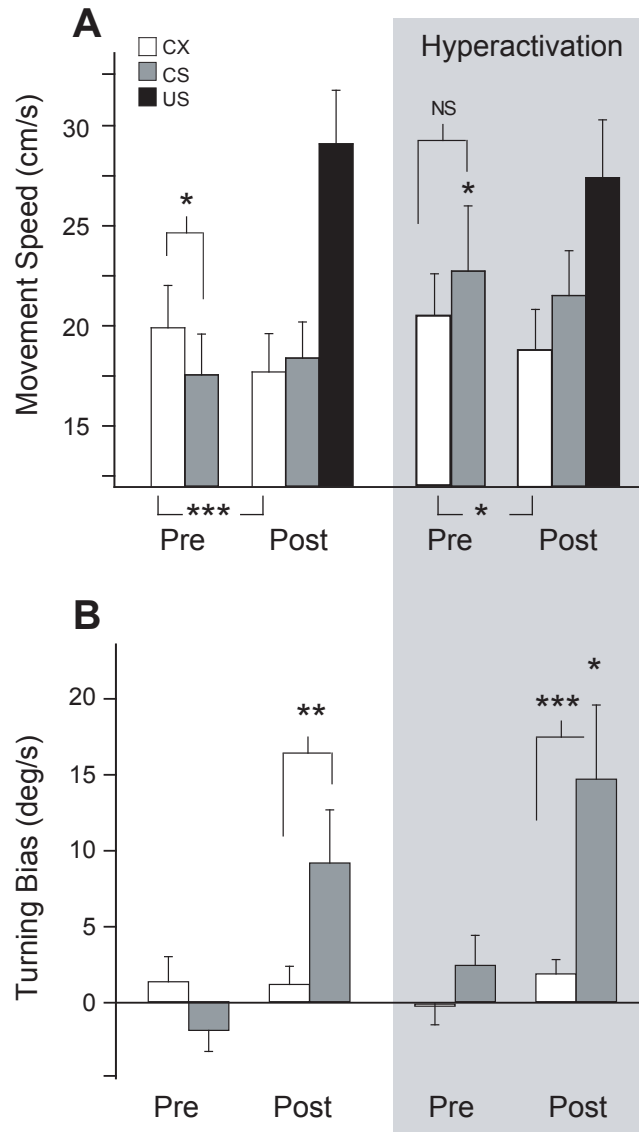 A
Hyperactivation
CX
CS
US
Movement Speed (cm/s)
30
25
20
15
*
NS
*
***
*
Pre
Post
Pre
Post
B
Turning Bias (deg/s)
20
15
10
5
0
**
***
*
Pre
Post
Pre
Post